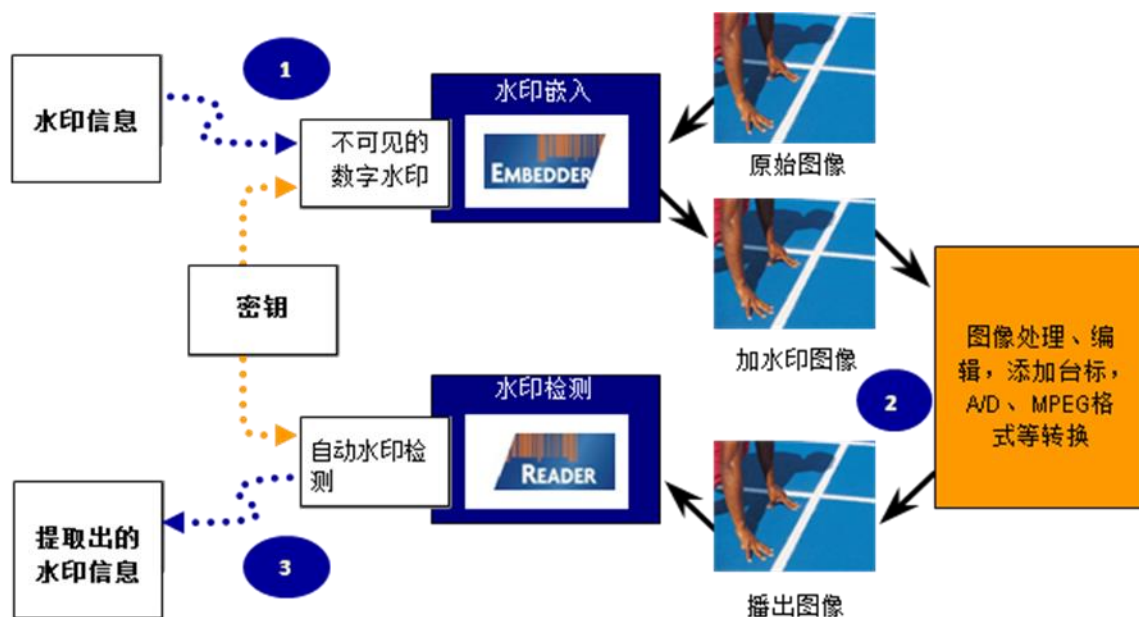 1
水印信息
水印嵌入
不可见的
数字水印
EMBEDDER
原始图像
密钥
加水印图像
图像处理、编
辑，添加台标，
A/D、MPEG格
式等转换
2
水印检测
自动水印检
测
READER
提取出的
水印信息
3
播出图像